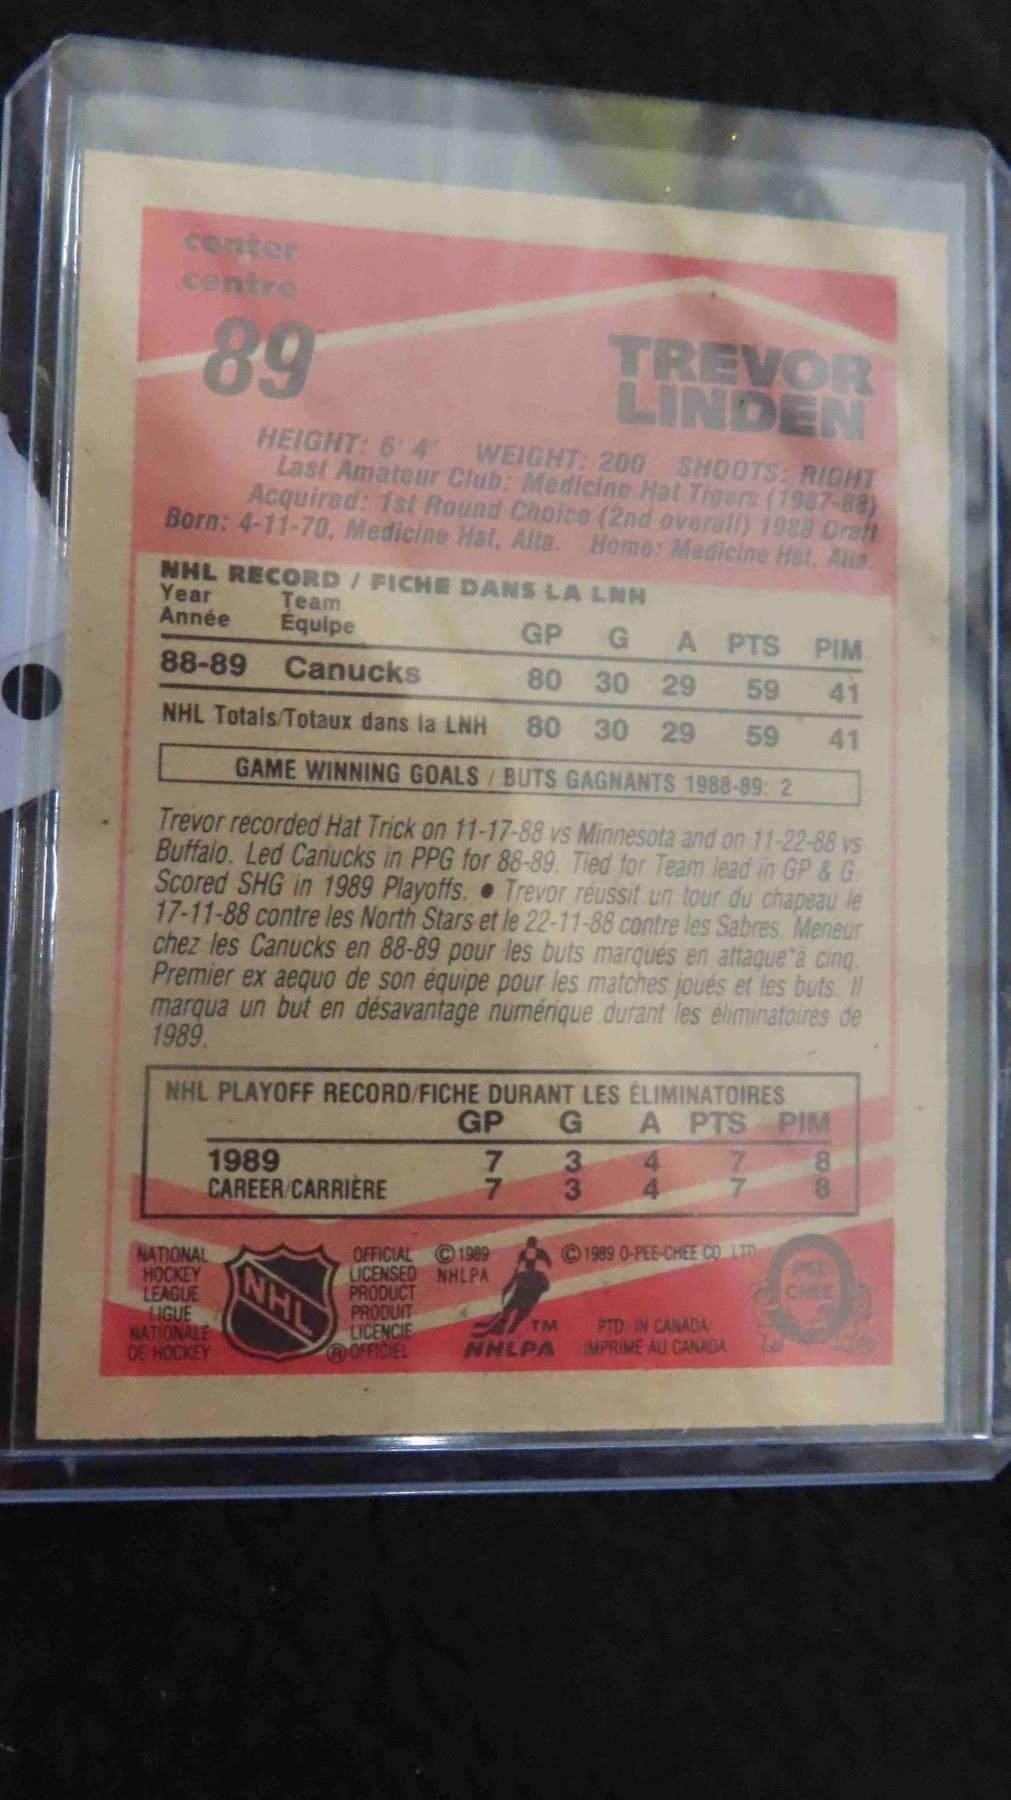 center
centre
89
TREVOR
LINDEN
HEIGHT: 6' 4" WEIGHT: 200 SHOOTS: RIGHT
Last Amateur Club: Medicine Hat Tigers (1987-88)
Acquired: 1st Round Choice (2nd overall) 1988 Draft
Born: 4-11-70, Medicine Hat, Alta. Home: Medicine Hat, Alta.
NHL RECORD / FICHE DANS LA LNH
Year Team
Année Équipe GP G A PTS PIM
88-89 Canucks 80 30 29 59 41
NHL Totals/Totaux dans la LNH 80 30 29 59 41
GAME WINNING GOALS / BUTS GAGNANTS 1988-89: 2
Trevor recorded Hat Trick on 11-17-88 vs Minnesota and on 11-22-88 vs
Buffalo. Led Canucks in PPG for 88-89. Tied for Team lead in GP & G.
Scored SHG in 1989 Playoffs. ● Trevor réussit un tour du chapeau le
17-11-88 contre les North Stars et le 22-11-88 contre les Sabres. Meneur
chez les Canucks en 88-89 pour les buts marqués en attaque à cinq.
Premier ex aequo de son équipe pour les matches joués et les buts. Il
marqua un but en désavantage numérique durant les éliminatoires de
1989.
NHL PLAYOFF RECORD/FICHE DURANT LES ÉLIMINATOIRES
GP G A PTS PIM
1989 7 3 4 7 8
CAREER/CARRIÈRE 7 3 4 7 8
NATIONAL
HOCKEY
LEAGUE
LIGUE
NATIONALE
DE HOCKEY
NHL
OFFICIAL
LICENSED
PRODUCT
PRODUIT
LICENCIÉ
® OFFICIEL
© 1989
NHLPA
TM
NHLPA
© 1989 O-PEE-CHEE CO. LTD.
PTD. IN CANADA/
IMPRIMÉ AU CANADA
PEE
CHEE
®